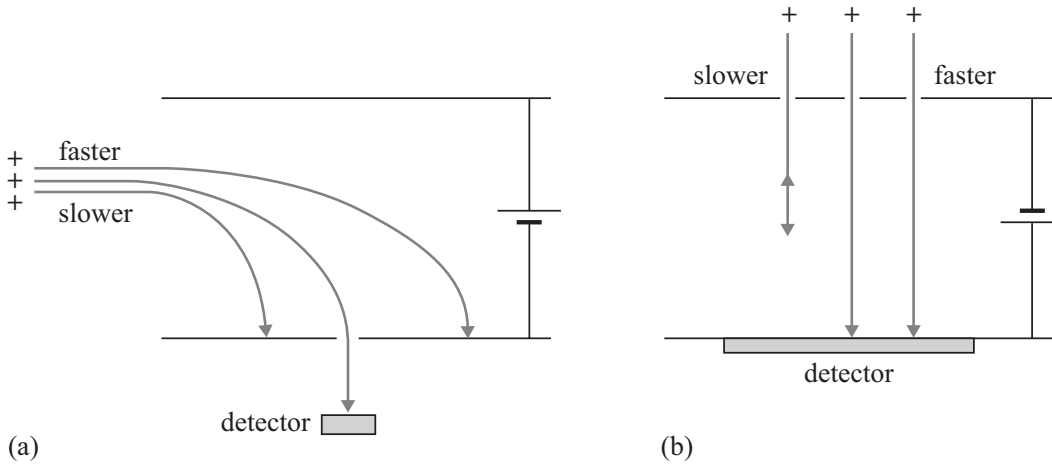 +
faster
+
+
slower
detector
(a)
+ + +
slower
faster
detector
(b)